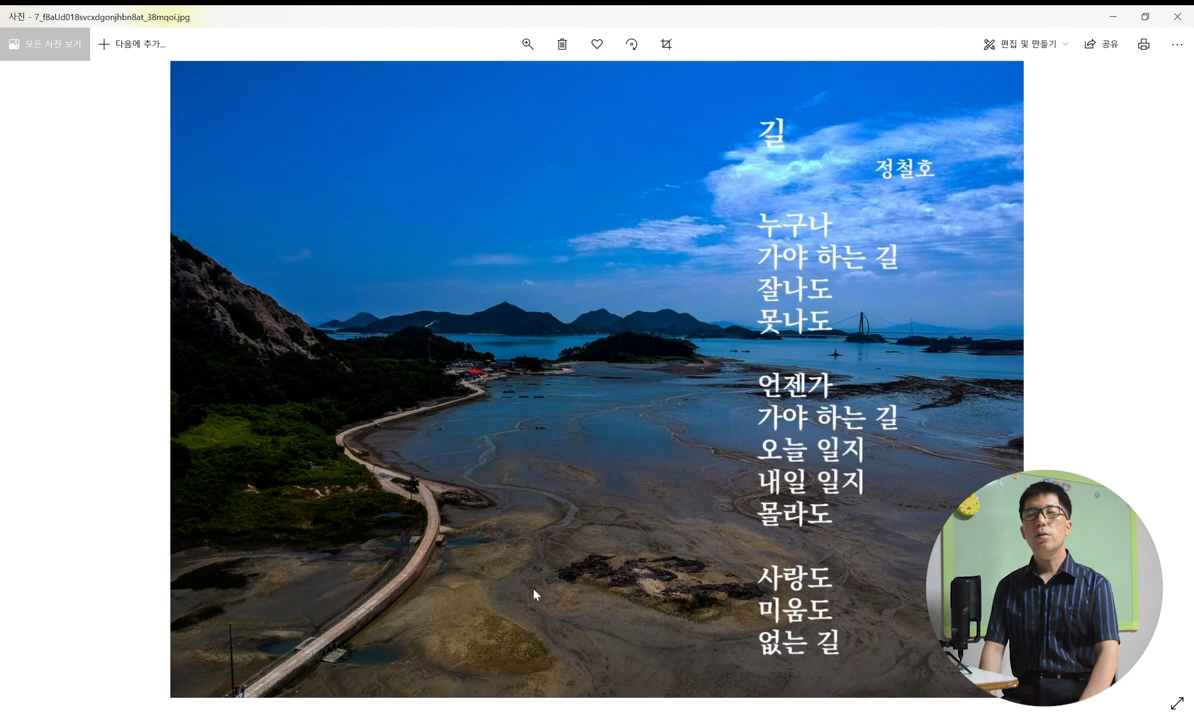 사진 - 7_f8aUd018svcxdgonjhbn8at_38mqoi.jpg
모든 사진 보기
다음에 추가...
편집 및 만들기
공유
길
정철호
누구나
가야 하는 길
잘나도
못나도
언젠가
가야 하는 길
오늘 일지
내일 일지
몰라도
사랑도
미움도
없는 길